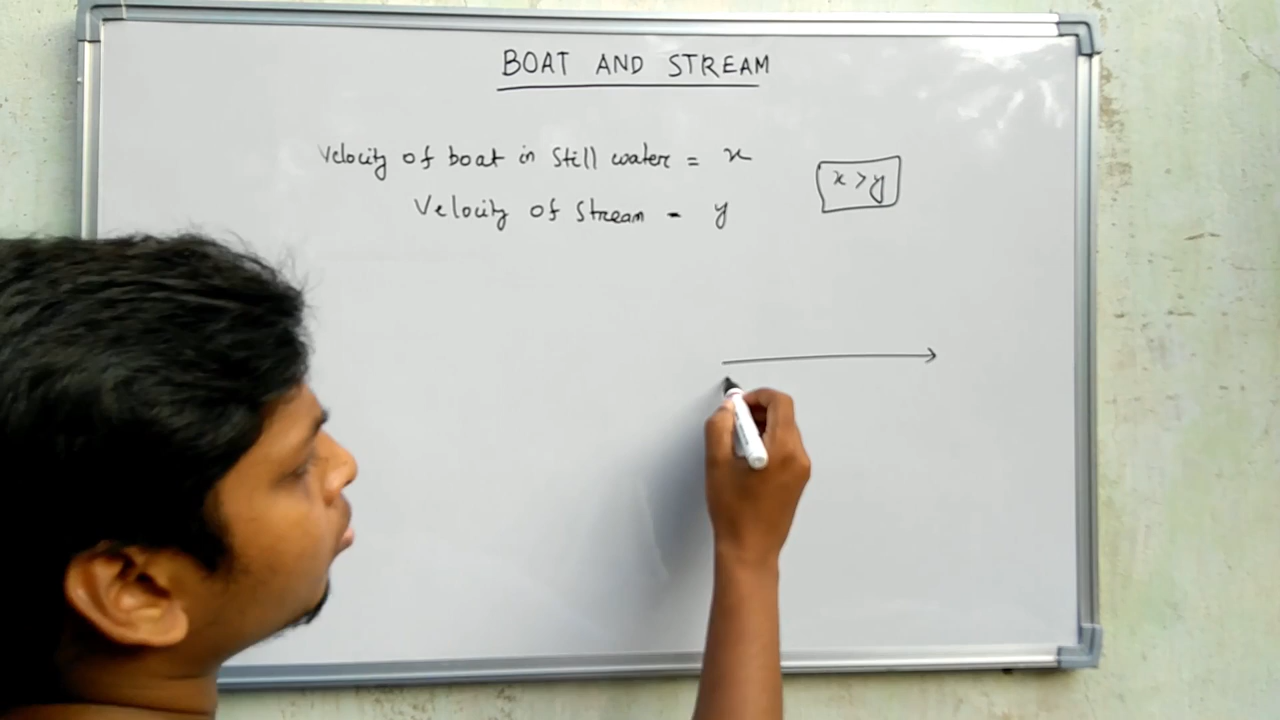 BOAT AND STREAM
Velocity of boat in still water = x
x > y
Velocity of stream - y